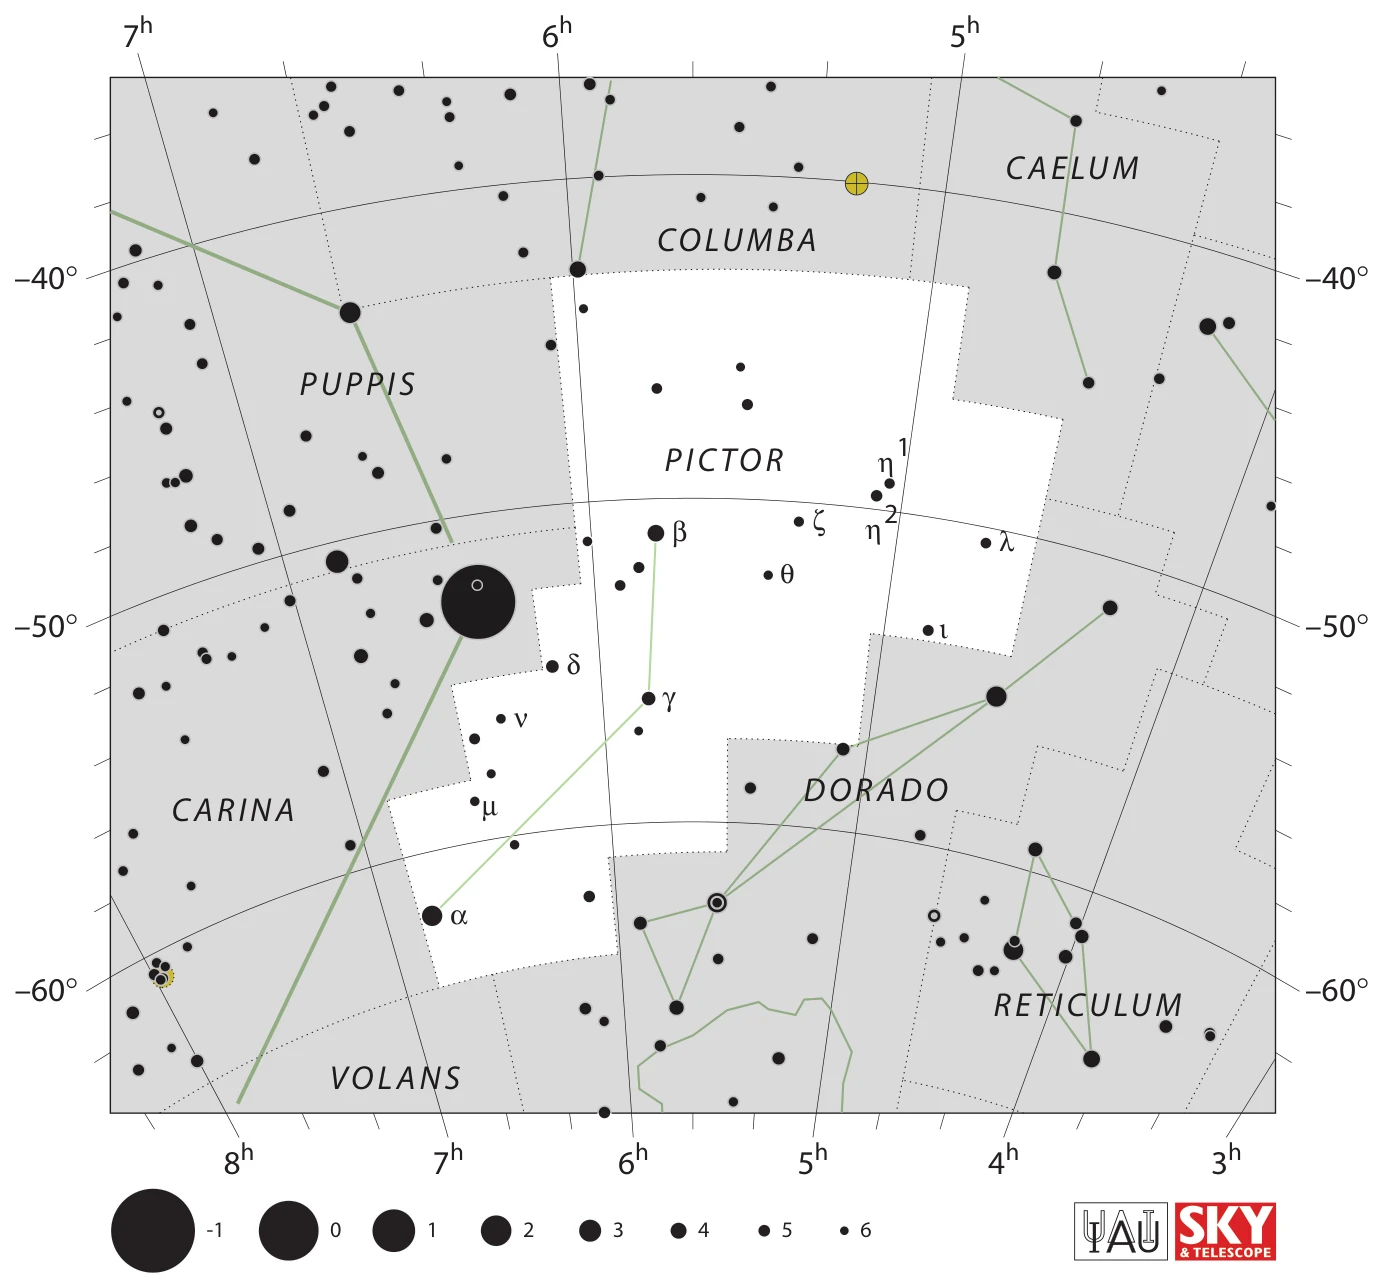 7h 6h 5h
CAELUM
COLUMBA
–40° –40°
PUPPIS
PICTOR
η1
η2
β ζ λ
θ
–50° –50°
ι
δ
γ
ν
DORADO
μ
CARINA
α
–60° –60°
RETICULUM
VOLANS
8h 7h 6h 5h 4h 3h
-1 0 1 2 3 4 5 6
IAU
SKY
& TELESCOPE